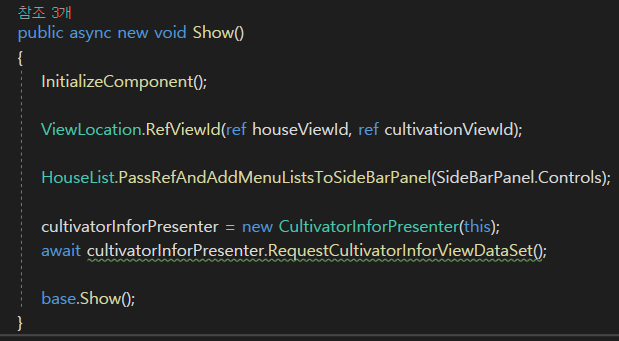 참조 3개
public async new void Show()
{
InitializeComponent();
ViewLocation.RefViewId(ref houseViewId, ref cultivationViewId);
HouseList.PassRefAndAddMenuListsToSideBarPanel(SideBarPanel.Controls);
cultivatorInforPresenter = new CultivatorInforPresenter(this);
await cultivatorInforPresenter.RequestCultivatorInforViewDataSet();
base.Show();
}